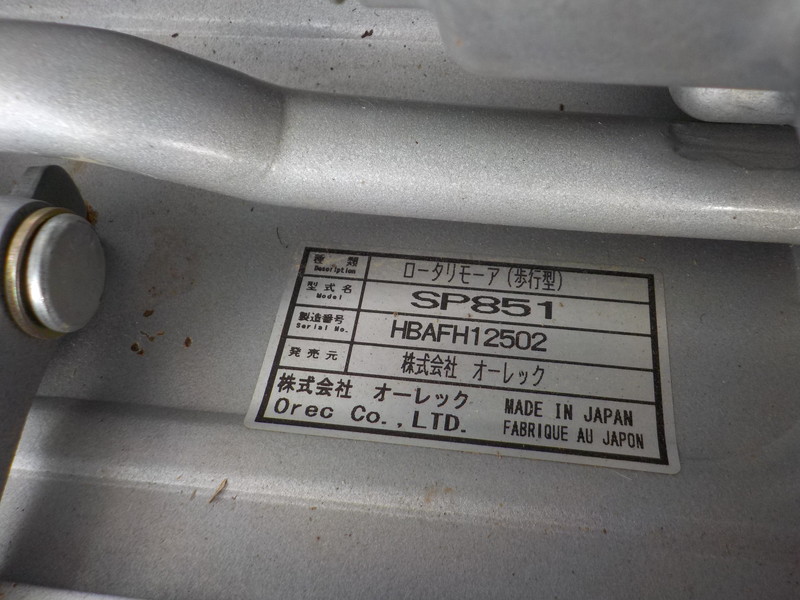 種類 ロータリモーア(歩行型)
Description
型式名 SP851
Model
製造番号 HBAFH12502
Serial No.
発売元 株式会社 オーレック
株式会社 オーレック MADE IN JAPAN
Orec Co.,LTD. FABRIQUE AU JAPON